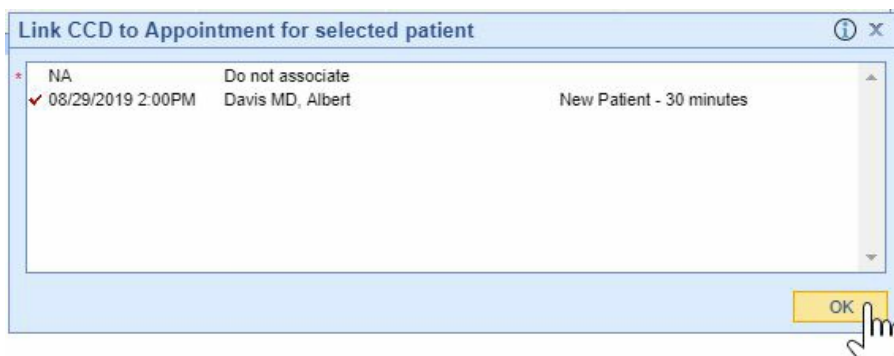 Link CCD to Appointment for selected patient
* NA Do not associate
08/29/2019 2:00PM Davis MD, Albert New Patient - 30 minutes
OK